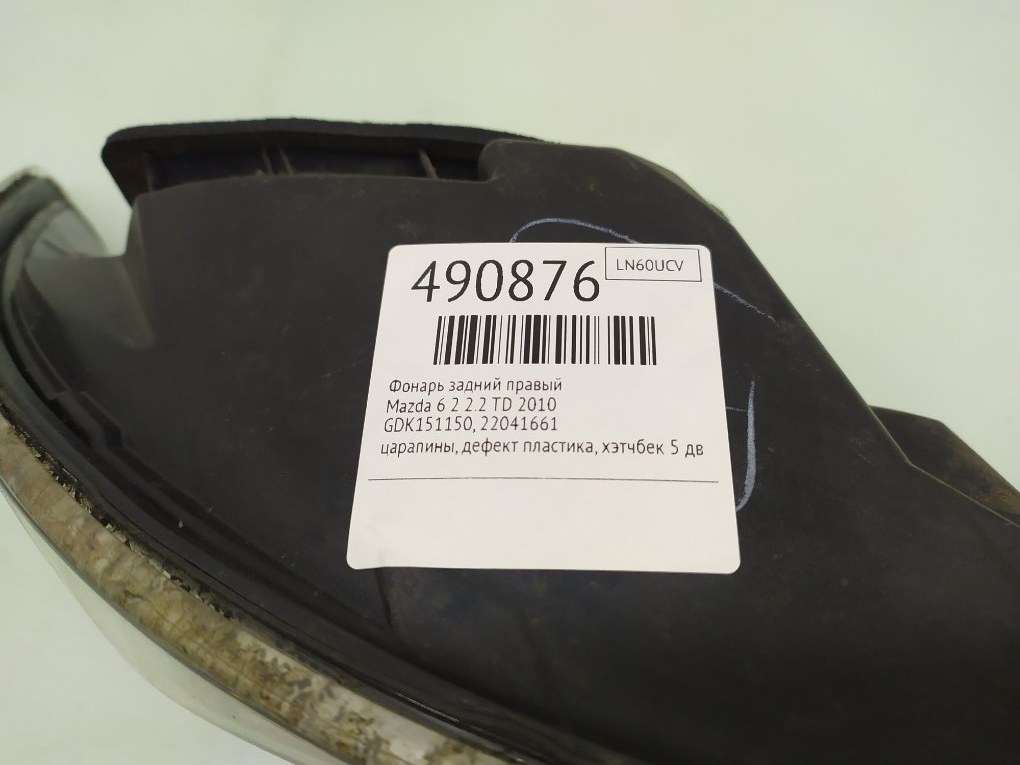 490876
LN60UCV
Фонарь задний правый
Mazda 6 2 2.2 TD 2010
GDK151150, 22041661
царапины, дефект пластика, хэтчбек 5 дв